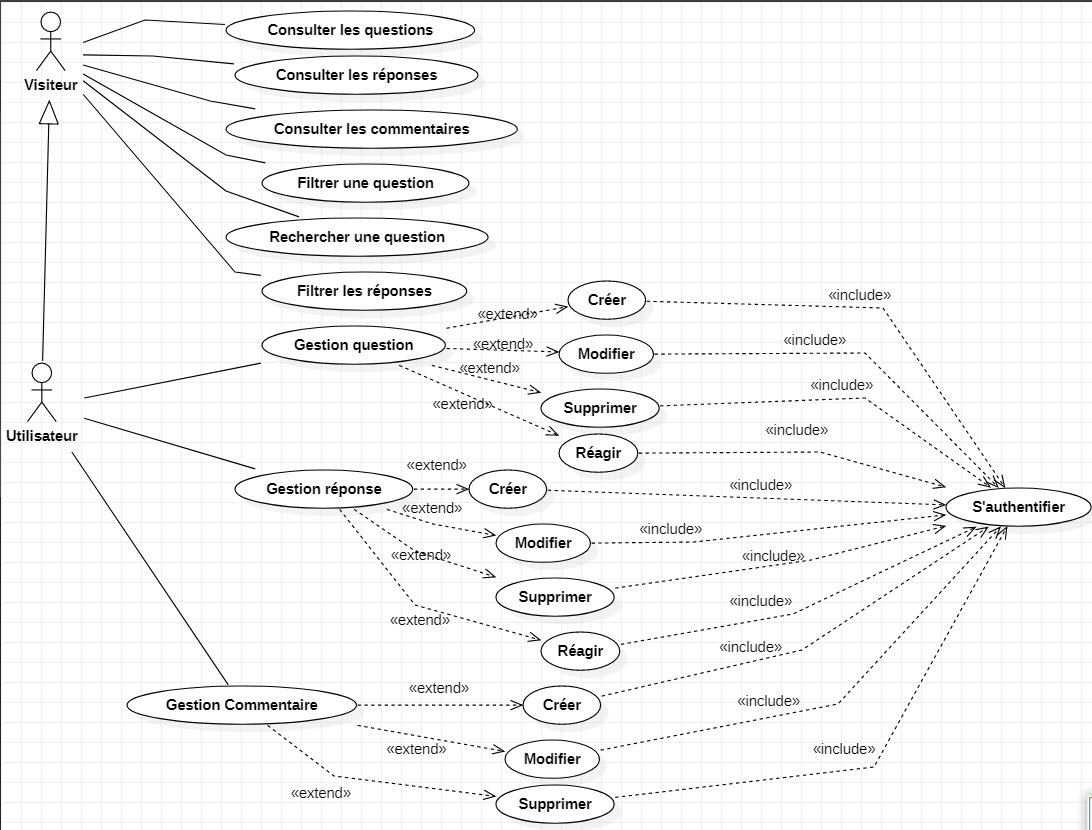 Consulter les questions
Consulter les réponses
Visiteur
Consulter les commentaires
Filtrer une question
Rechercher une question
Filtrer les réponses
Créer
«include»
«extend»
Gestion question
«extend»
Modifier
«include»
«extend»
Supprimer
«include»
«extend»
Réagir
«include»
Utilisateur
«extend»
Gestion réponse
Créer
«include»
«extend»
S'authentifier
Modifier
«include»
«extend»
Supprimer
«include»
«extend»
Réagir
«include»
«include»
«extend»
Gestion Commentaire
Créer
«include»
«extend»
Modifier
«include»
«extend»
Supprimer